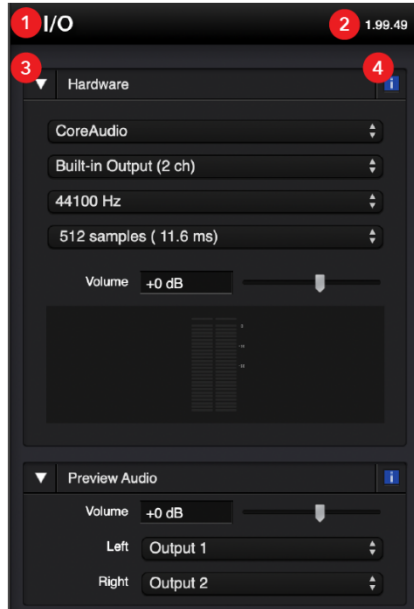 1 I/O
2 1.99.49
3
4
Hardware
i
CoreAudio
Built-in Output (2 ch)
44100 Hz
512 samples ( 11.6 ms)
Volume +0 dB
Preview Audio
i
Volume +0 dB
Left Output 1
Right Output 2